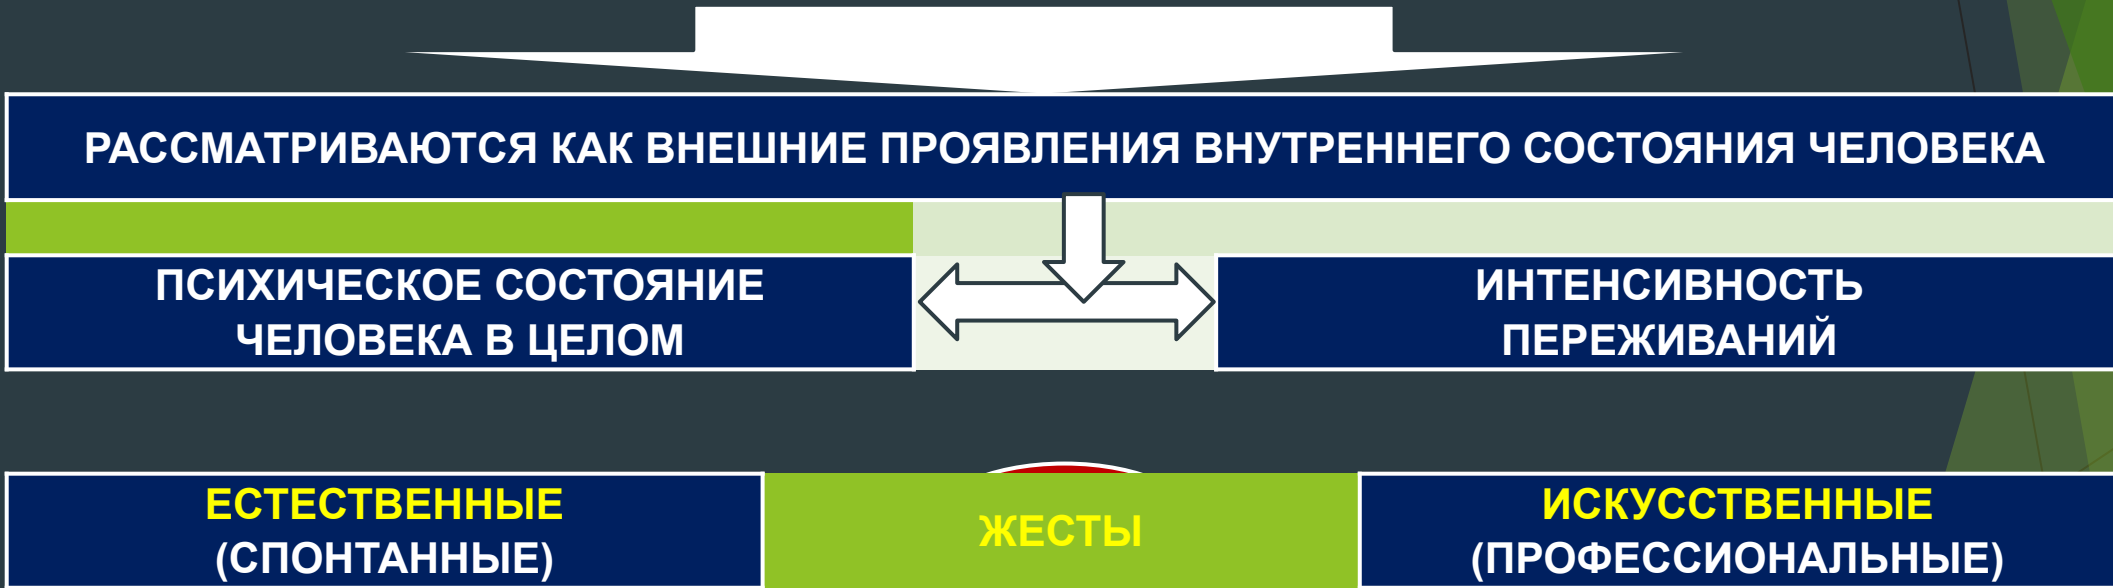 РАССМАТРИВАЮТСЯ КАК ВНЕШНИЕ ПРОЯВЛЕНИЯ ВНУТРЕННЕГО СОСТОЯНИЯ ЧЕЛОВЕКА
ПСИХИЧЕСКОЕ СОСТОЯНИЕ
ЧЕЛОВЕКА В ЦЕЛОМ
ИНТЕНСИВНОСТЬ
ПЕРЕЖИВАНИЙ
ЕСТЕСТВЕННЫЕ
(СПОНТАННЫЕ)
ЖЕСТЫ
ИСКУССТВЕННЫЕ
(ПРОФЕССИОНАЛЬНЫЕ)